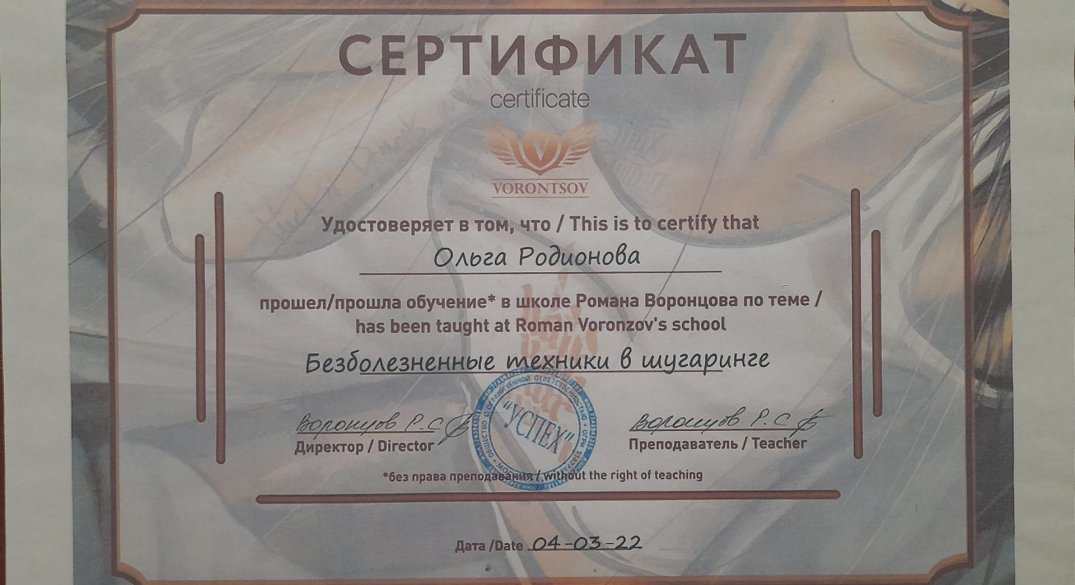 СЕРТИФИКАТ
certificate
V
VORONTSOV
Удостоверяет в том, что / This is to certify that
Ольга Родионова
прошел/прошла обучение* в школе Романа Воронцова по теме /
has been taught at Roman Voronzov's school
Безболезненные техники в шугаринге
Воронцов Р.С. Воронцов Р.С.
Директор / Director Преподаватель / Teacher
"УСПЕХ"
*без права преподавания / without the right of teaching
Дата /Date 04-03-22